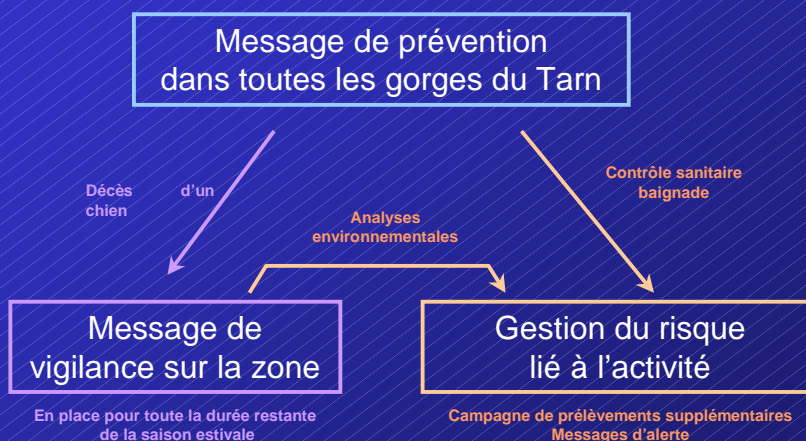 Message de prévention
dans toutes les gorges du Tarn
Décès d'un
chien
Contrôle sanitaire
baignade
Analyses
environnementales
Message de
vigilance sur la zone
Gestion du risque
lié à l'activité
En place pour toute la durée restante
de la saison estivale
Campagne de prélèvements supplémentaires
Messages d'alerte